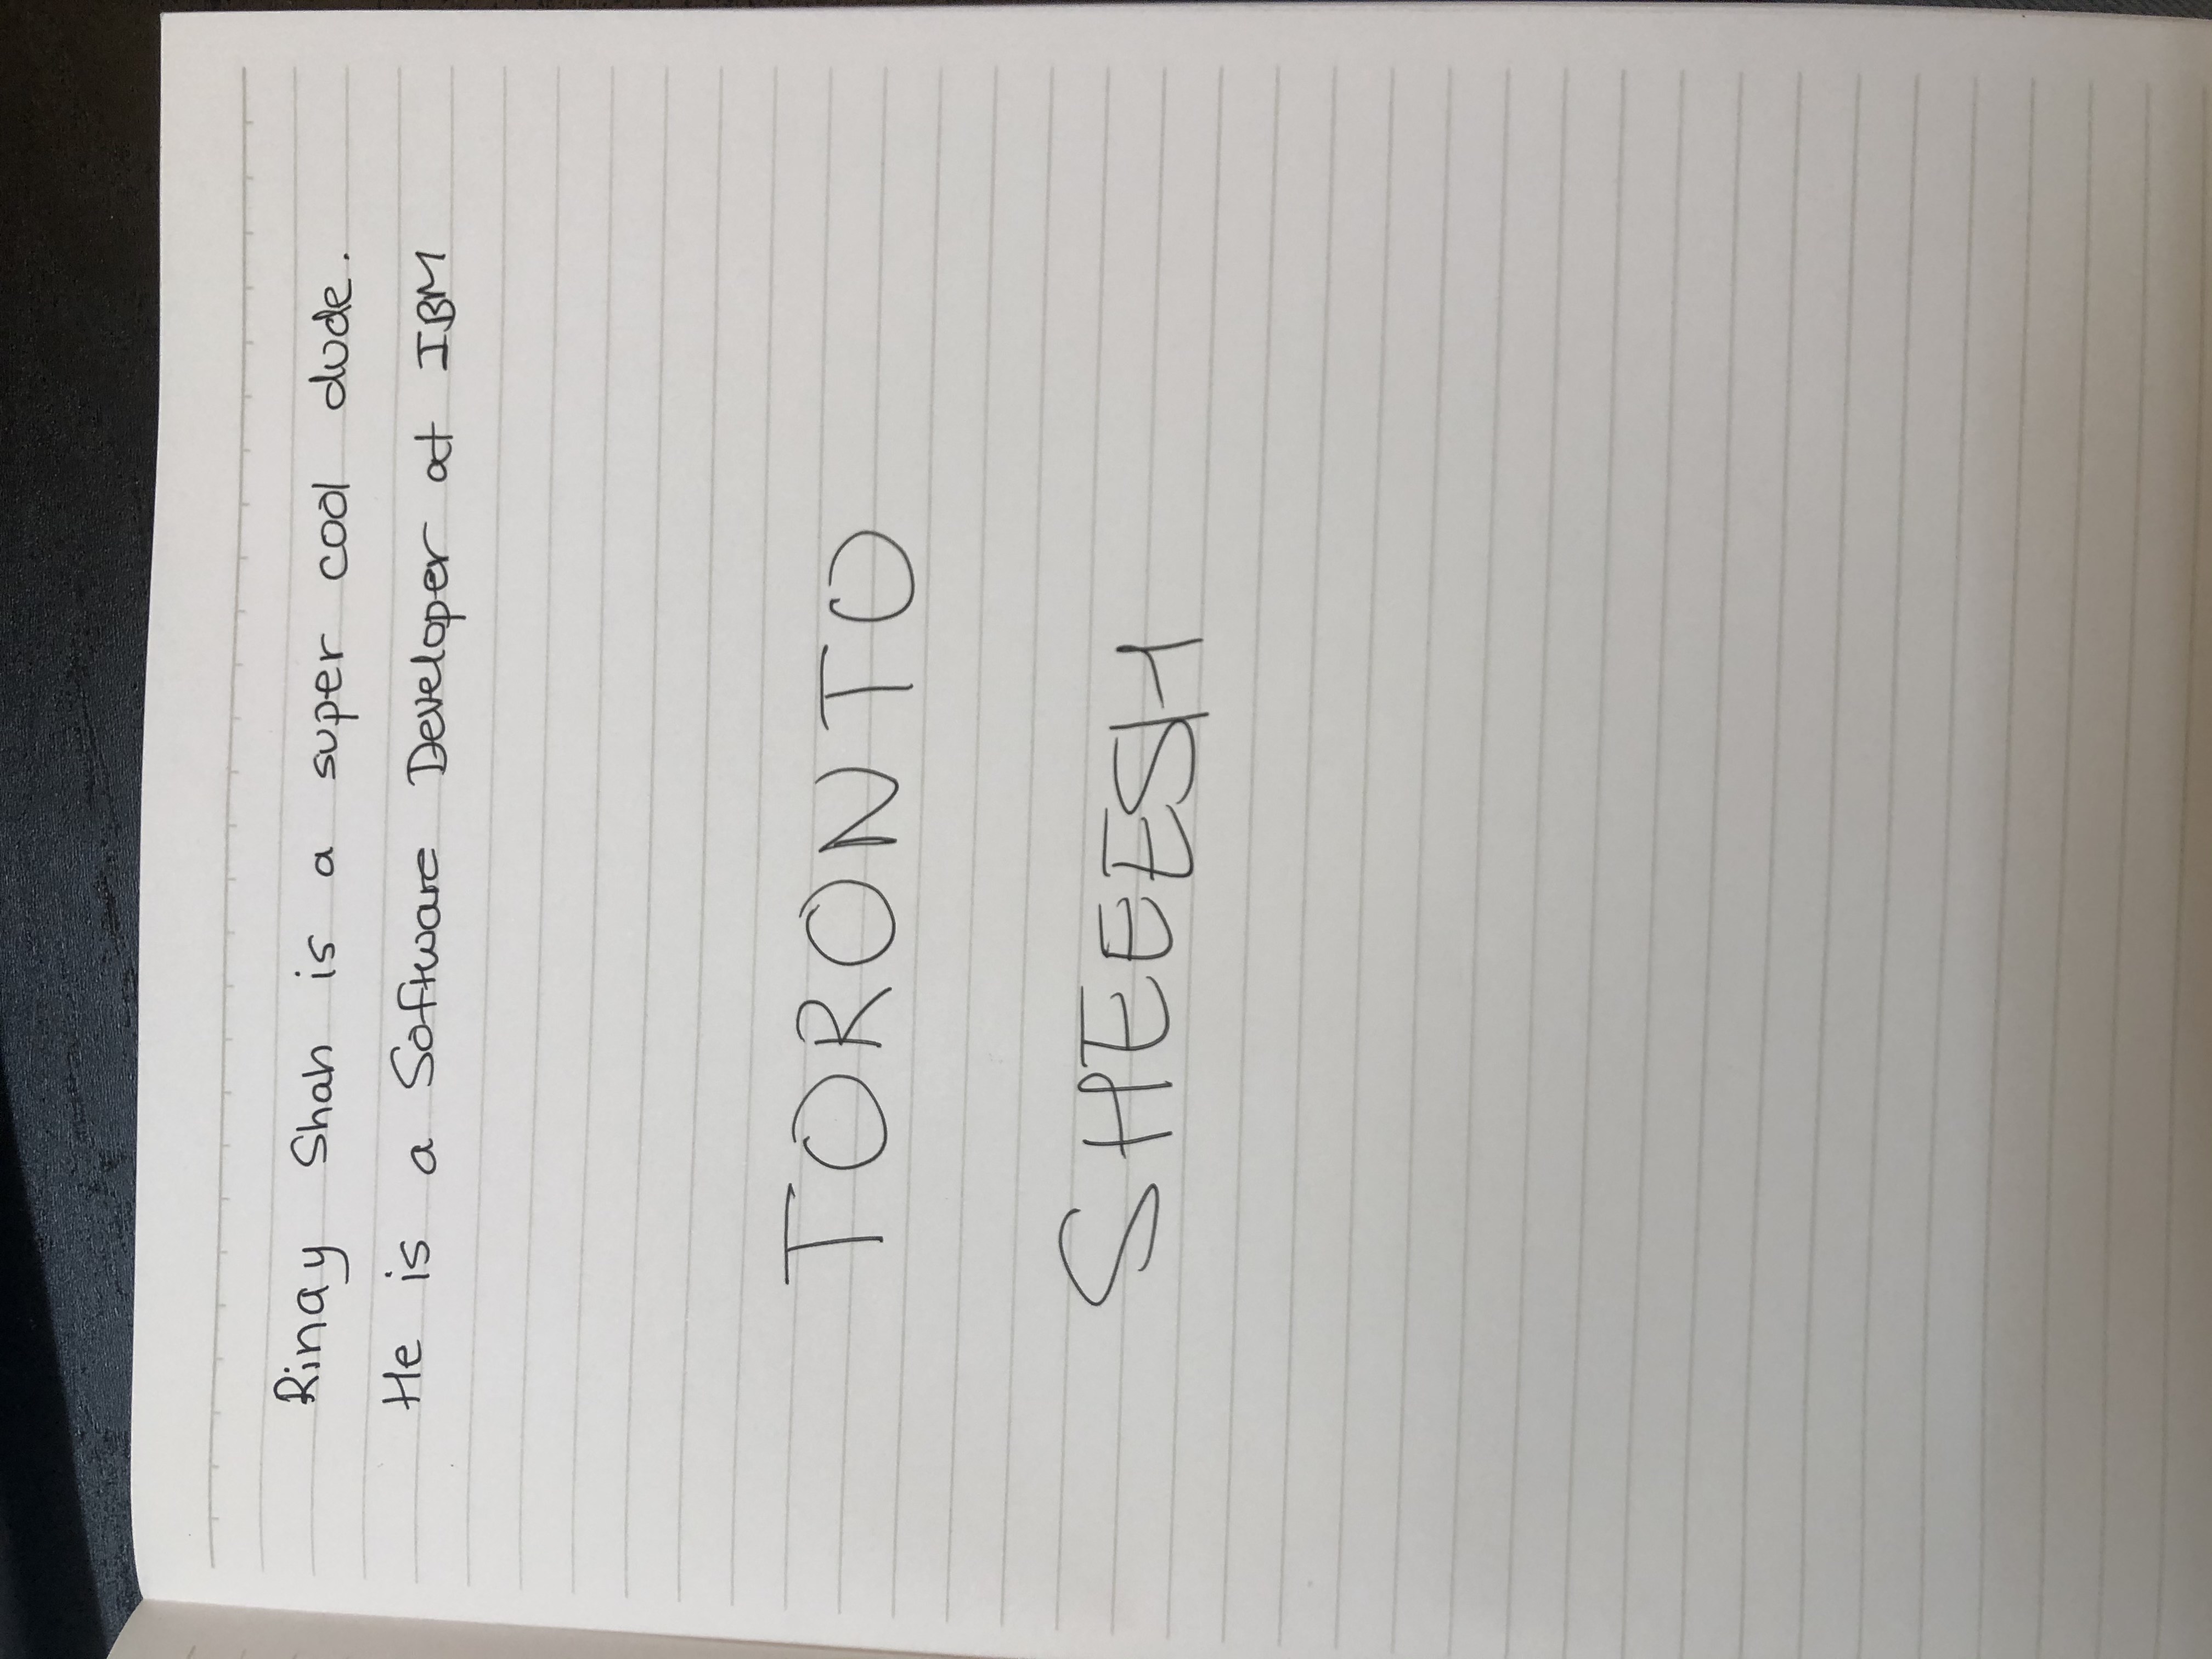 Rinay Shah is a super cool dude.
He is a Software Developer at IBM
TORONTO
SHEEESH